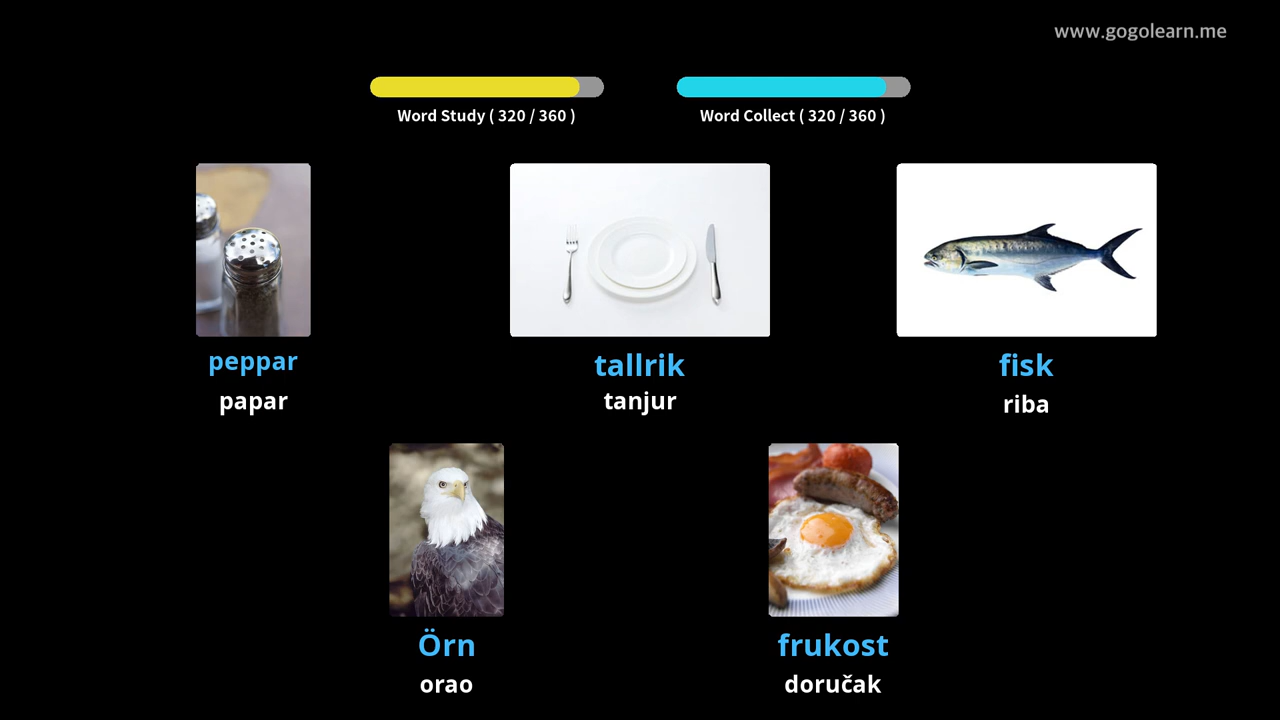 www.gogolearn.me
Word Study ( 320 / 360 )
Word Collect ( 320 / 360 )
peppar
papar
tallrik
tanjur
fisk
riba
Örn
orao
frukost
doručak